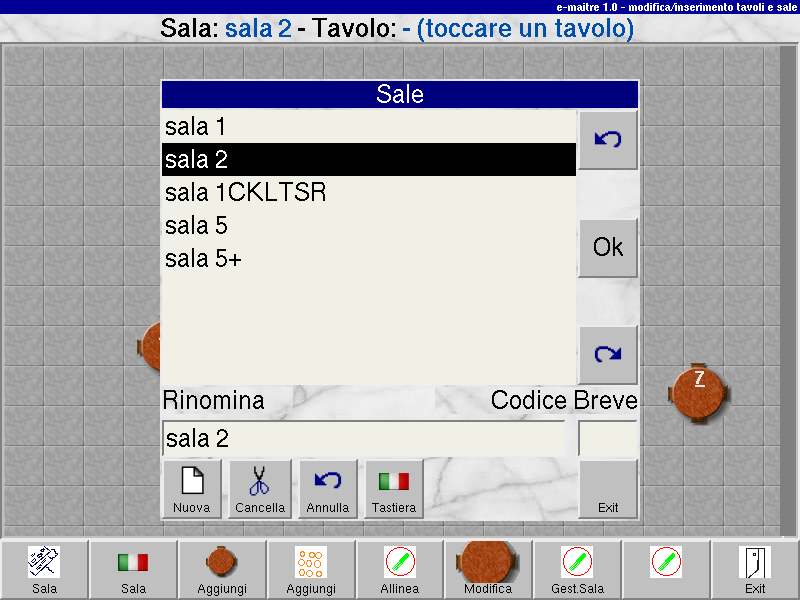 e-maitre 1.0 - modifica/inserimento tavoli e sale
Sala: sala 2 - Tavolo: - (toccare un tavolo)
Sale
sala 1
sala 2
sala 1CKLTSR
sala 5
sala 5+
Ok
7
Rinomina Codice Breve
sala 2
Nuova Cancella Annulla Tastiera Exit
Sala Sala Aggiungi Aggiungi Allinea Modifica Gest.Sala Exit